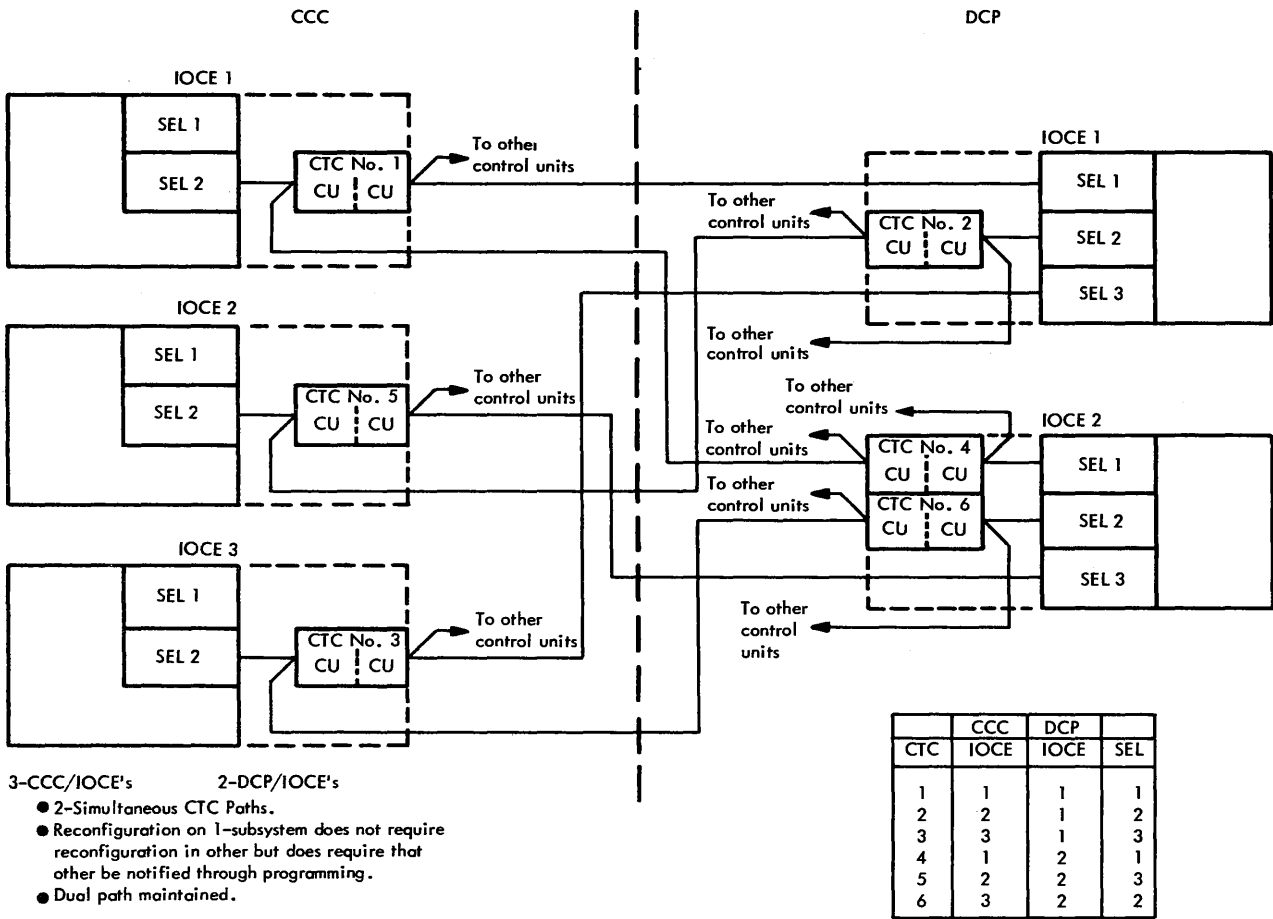 CCC
DCP
IOCE 1
SEL 1
SEL 2
CTC No. 1
CU CU
To other
control units
IOCE 2
SEL 1
SEL 2
CTC No. 5
CU CU
To other
control units
IOCE 3
SEL 1
SEL 2
CTC No. 3
CU CU
To other
control units
IOCE 1
SEL 1
SEL 2
SEL 3
To other
control units
CTC No. 2
CU CU
To other
control units
To other
control units
IOCE 2
To other
control units
CTC No. 4
CU CU
SEL 1
To other
control units
CTC No. 6
CU CU
SEL 2
SEL 3
To other
control
units
CCC DCP
CTC IOCE IOCE SEL
1 1 1 1
2 2 1 2
3 3 1 3
4 1 2 1
5 2 2 3
6 3 2 2
3-CCC/IOCE's 2-DCP/IOCE's
● 2-Simultaneous CTC Paths.
● Reconfiguration on 1-subsystem does not require
reconfiguration in other but does require that
other be notified through programming.
● Dual path maintained.